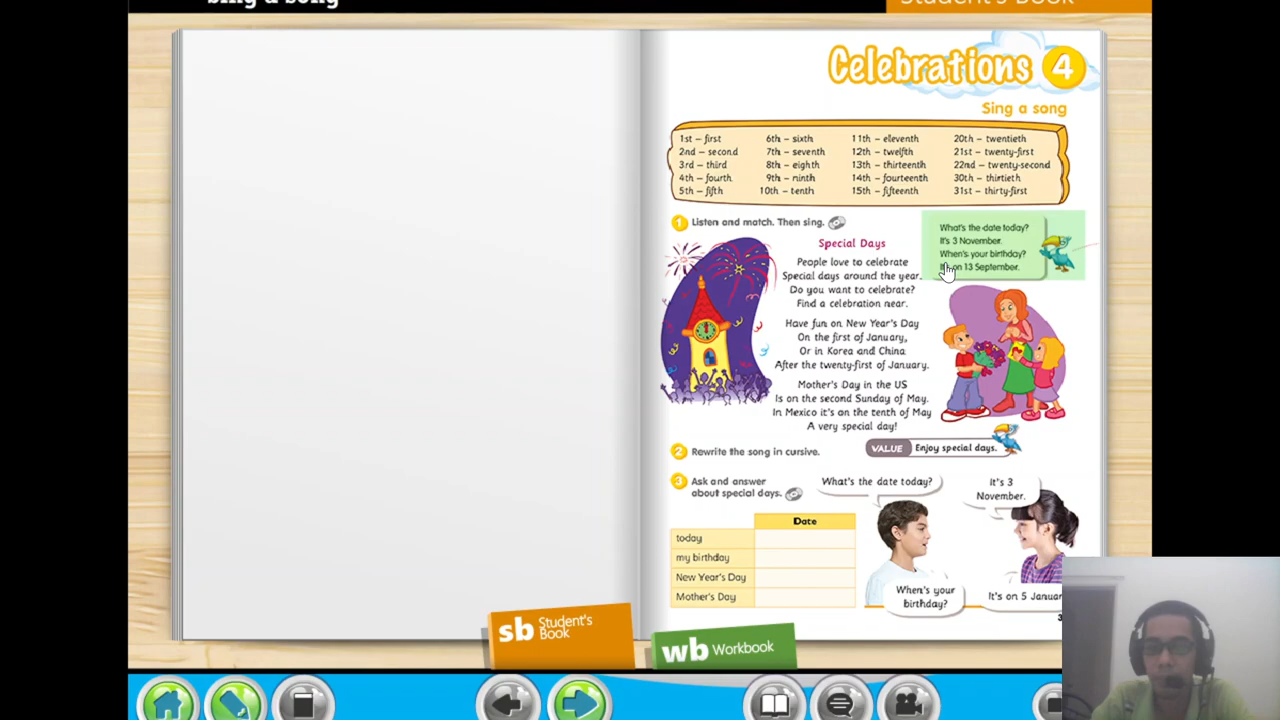 Sing a song
Student's Book
Celebrations 4
Sing a song
1st – first
2nd – second
3rd – third
4th – fourth
5th – fifth
6th – sixth
7th – seventh
8th – eighth
9th – ninth
10th – tenth
11th – eleventh
12th – twelfth
13th – thirteenth
14th – fourteenth
15th – fifteenth
20th – twentieth
21st – twenty-first
22nd – twenty-second
30th – thirtieth
31st – thirty-first
1 Listen and match. Then sing.
What's the date today?
It's 3 November.
When's your birthday?
on 13 September.
Special Days
People love to celebrate
Special days around the year.
Do you want to celebrate?
Find a celebration near.
Have fun on New Year's Day
On the first of January,
Or in Korea and China
After the twenty-first of January.
Mother's Day in the US
Is on the second Sunday of May.
In Mexico it's on the tenth of May
A very special day!
2 Rewrite the song in cursive.
VALUE Enjoy special days.
3 Ask and answer
about special days.
What's the date today?
It's 3
November.
Date
today
my birthday
New Year's Day
Mother's Day
When's your
birthday?
It's on 5 Januar
3
sb Student's
Book
wb Workbook